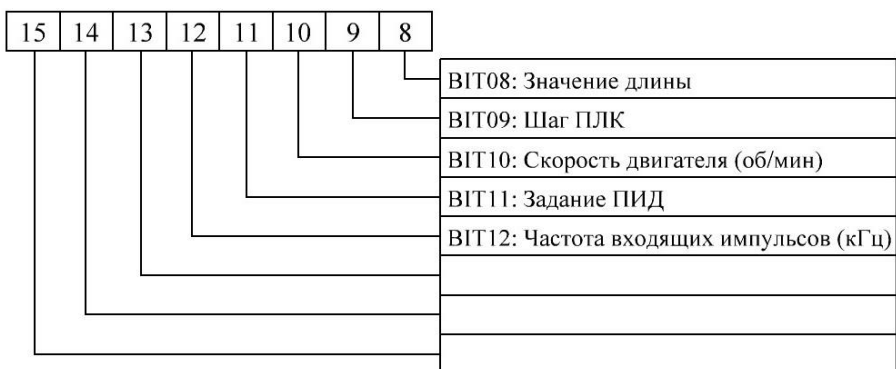 15 14 13 12 11 10 9 8
BIT08: Значение длины
BIT09: Шаг ПЛК
BIT10: Скорость двигателя (об/мин)
BIT11: Задание ПИД
BIT12: Частота входящих импульсов (кГц)